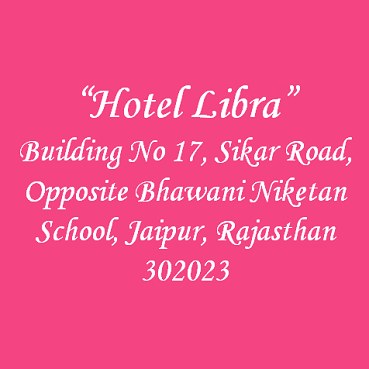 “Hotel Libra”
Building No 17, Sikar Road,
Opposite Bhawani Niketan
School, Jaipur, Rajasthan
302023